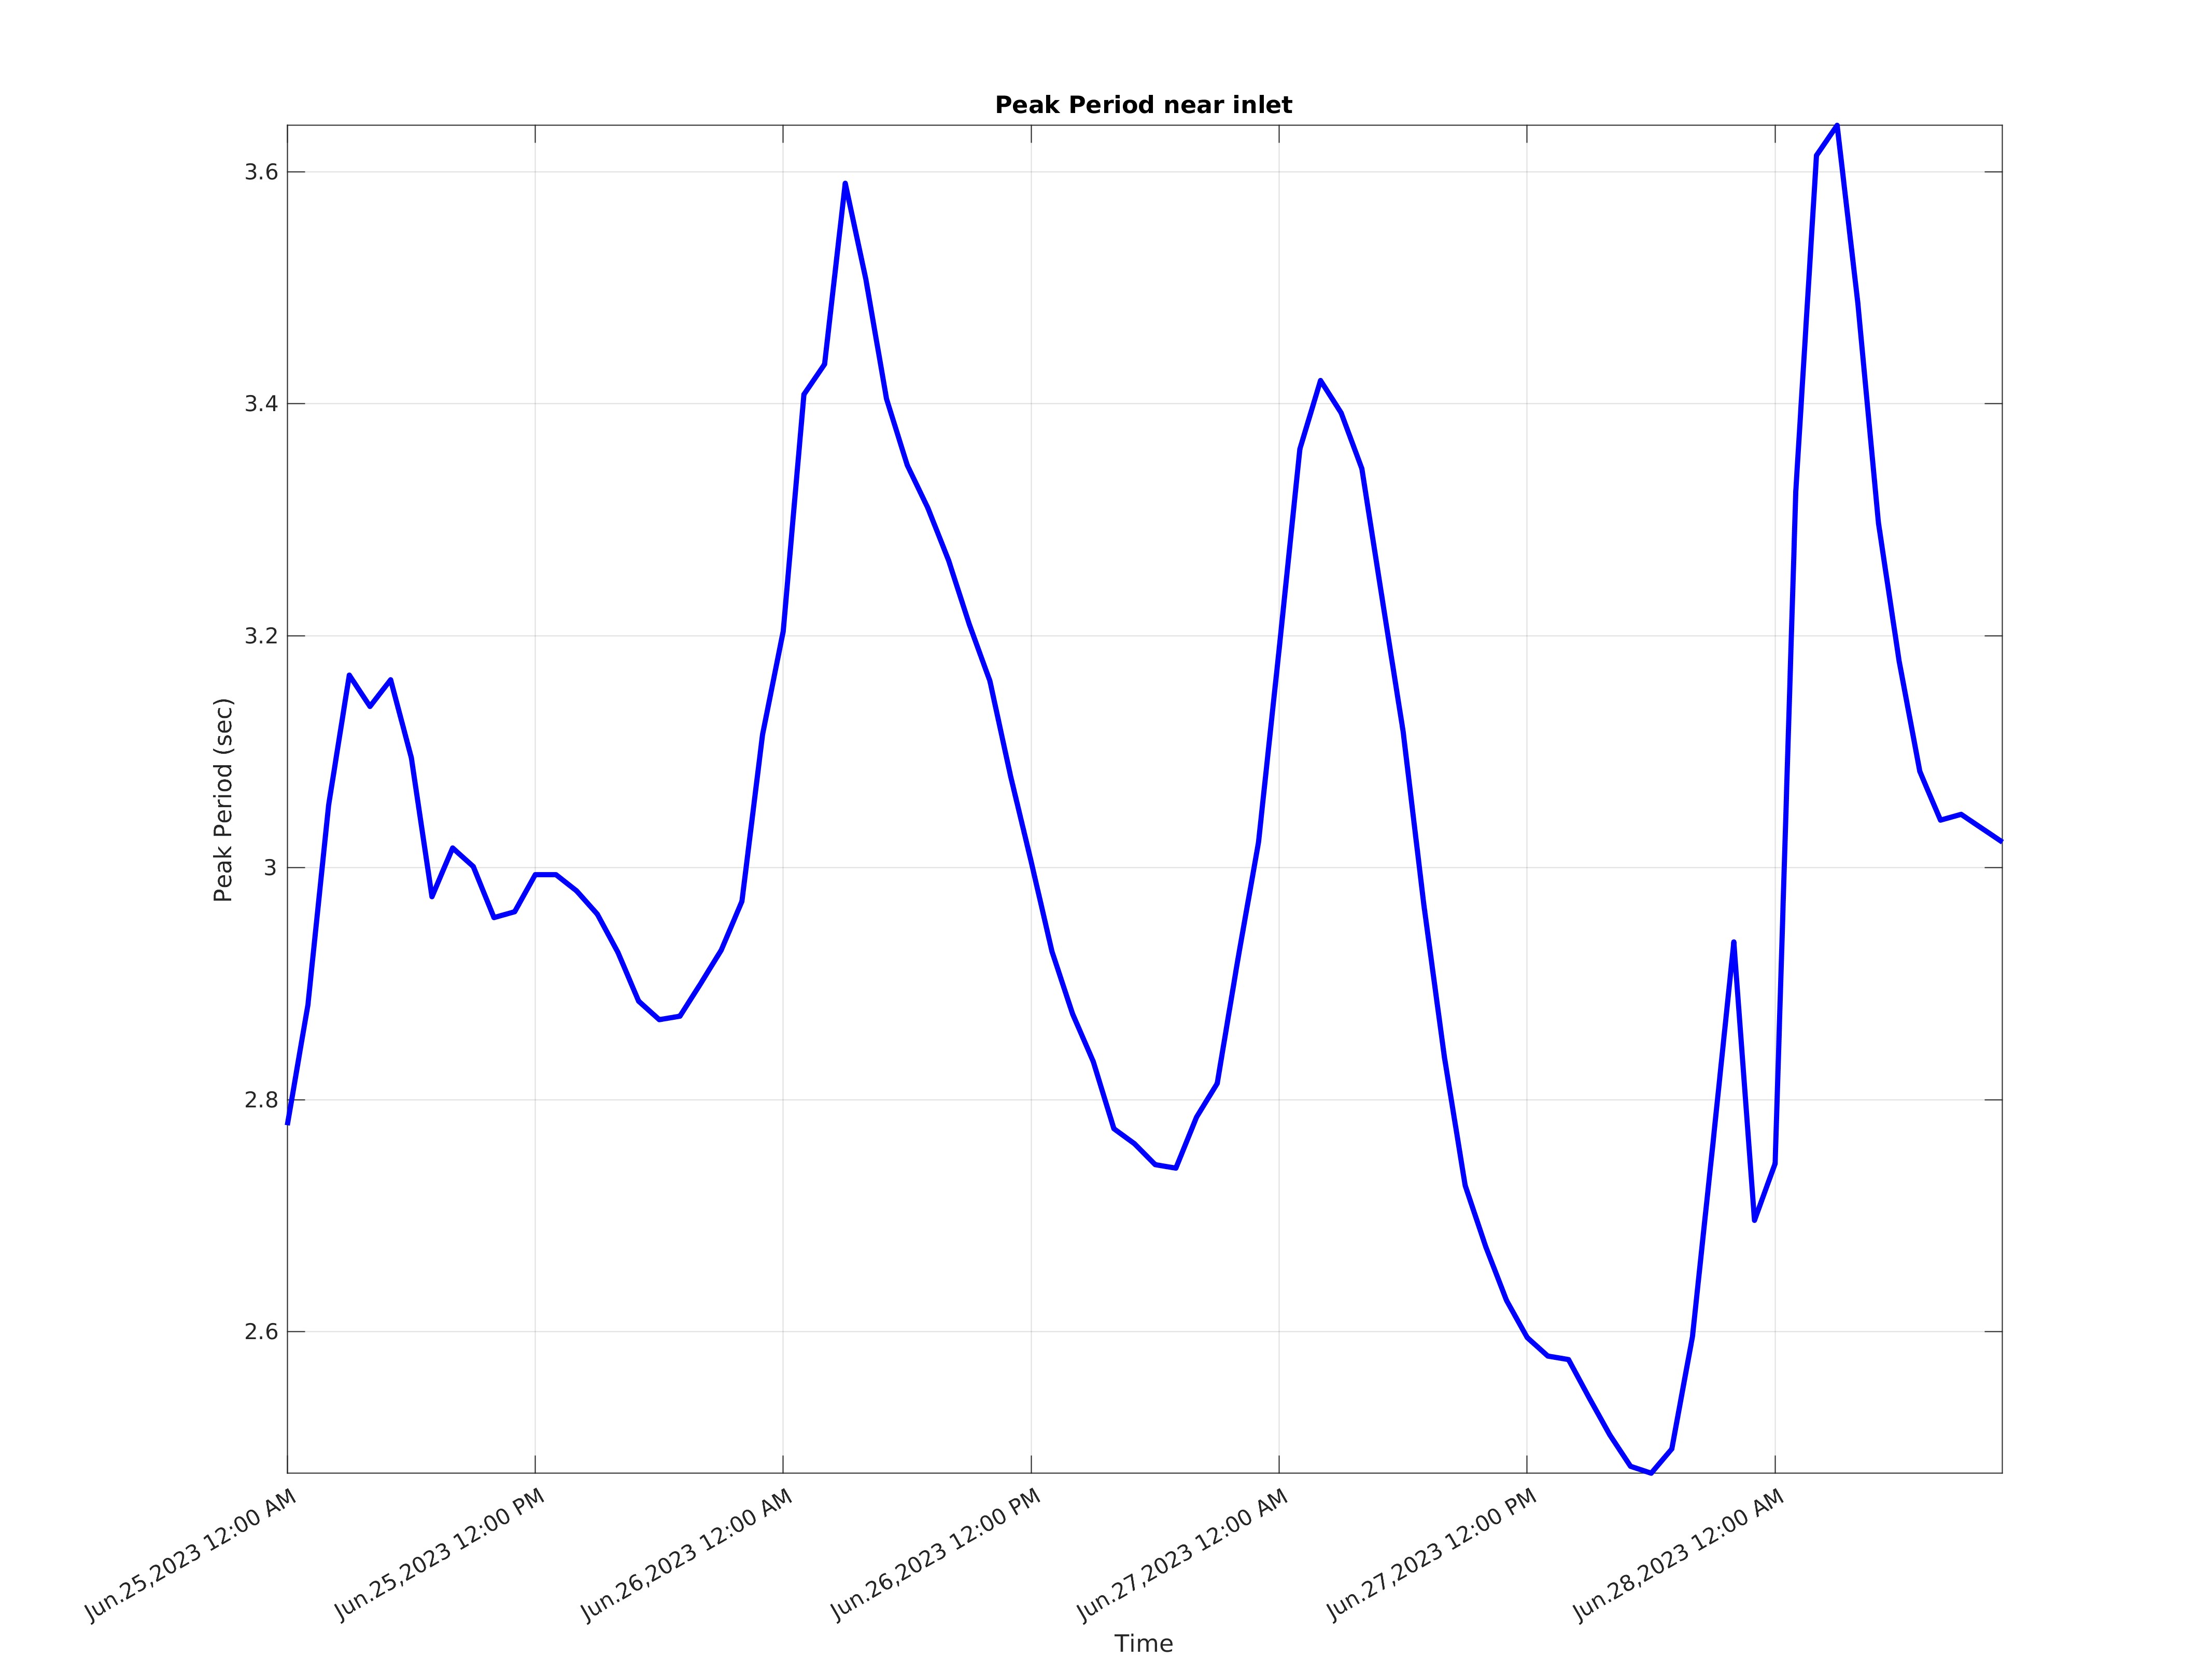 Peak Period near inlet
3.6
3.4
3.2
3
2.8
2.6
Peak Period (sec)
Jun.25,2023 12:00 AM
Jun.25,2023 12:00 PM
Jun.26,2023 12:00 AM
Jun.26,2023 12:00 PM
Jun.27,2023 12:00 AM
Jun.27,2023 12:00 PM
Jun.28,2023 12:00 AM
Time